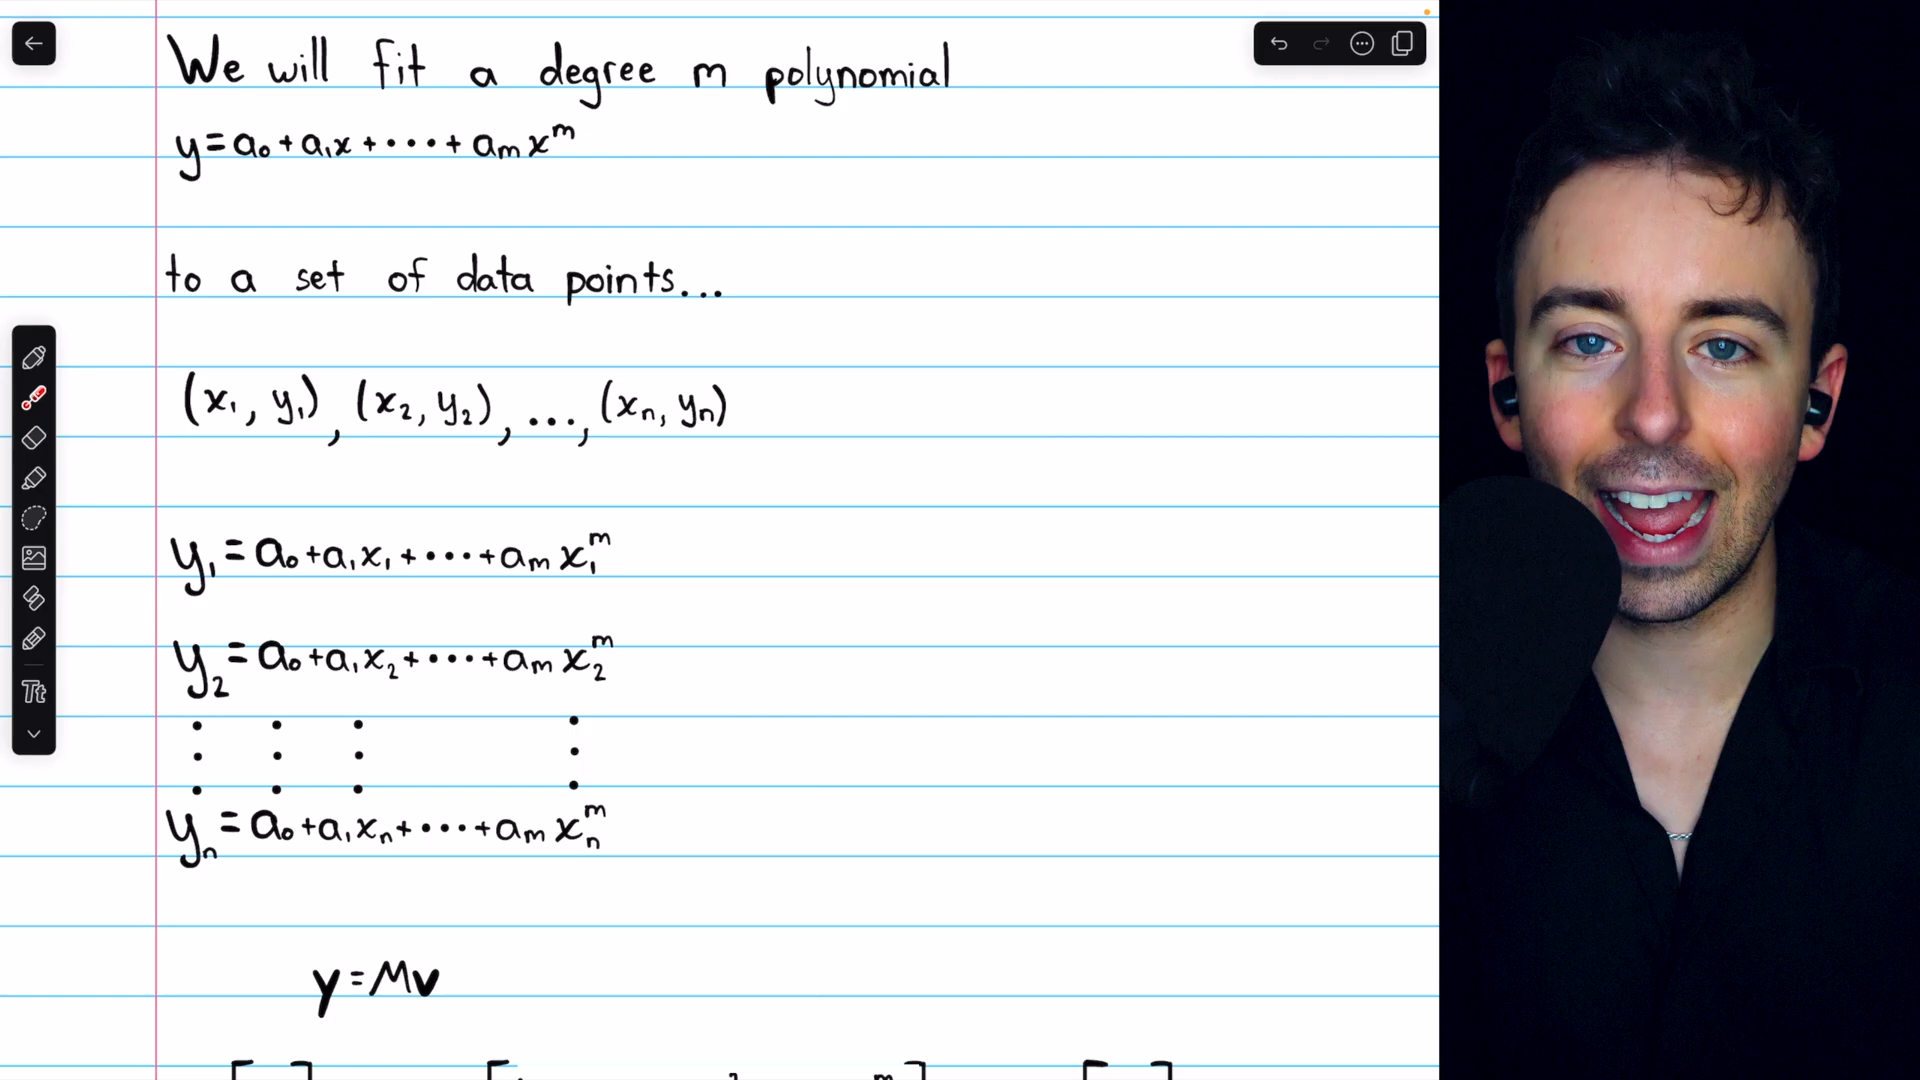 We will fit a degree m polynomial
y=a₀+a₁x+····+aₘxᵐ
to a set of data points...
(x₁, y₁), (x₂, y₂), ..., (xₙ, yₙ)
y₁=a₀+a₁x₁+····+aₘx₁ᵐ
y₂=a₀+a₁x₂+····+aₘx₂ᵐ
⋮ ⋮ ⋮ ⋮
yₙ=a₀+a₁xₙ+····+aₘxₙᵐ
y=Mv
Tt